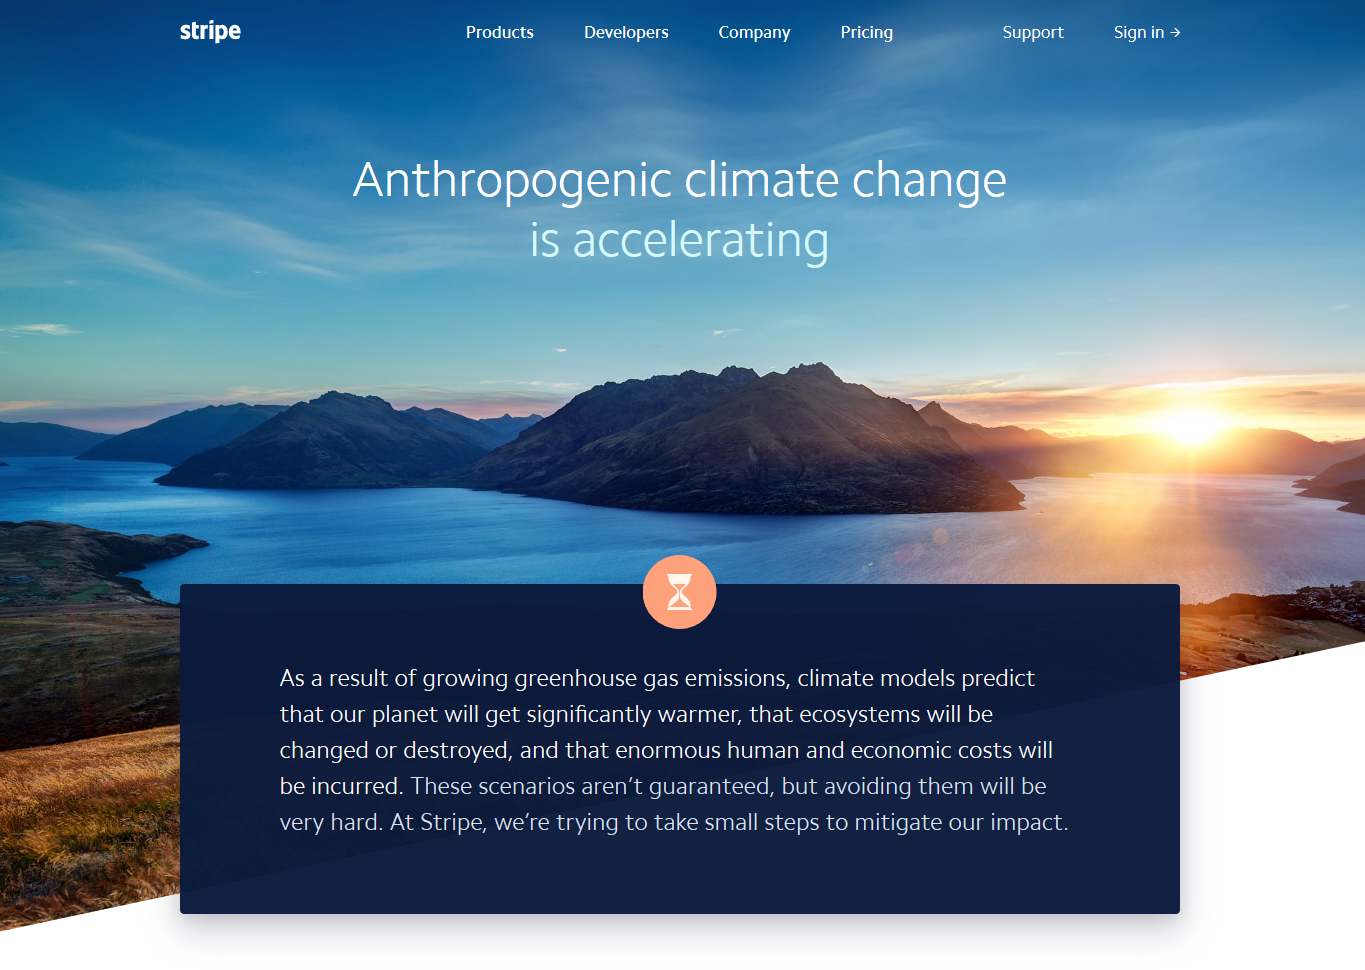 stripe
Products Developers Company Pricing Support Sign in →
Anthropogenic climate change
is accelerating
As a result of growing greenhouse gas emissions, climate models predict
that our planet will get significantly warmer, that ecosystems will be
changed or destroyed, and that enormous human and economic costs will
be incurred. These scenarios aren’t guaranteed, but avoiding them will be
very hard. At Stripe, we’re trying to take small steps to mitigate our impact.